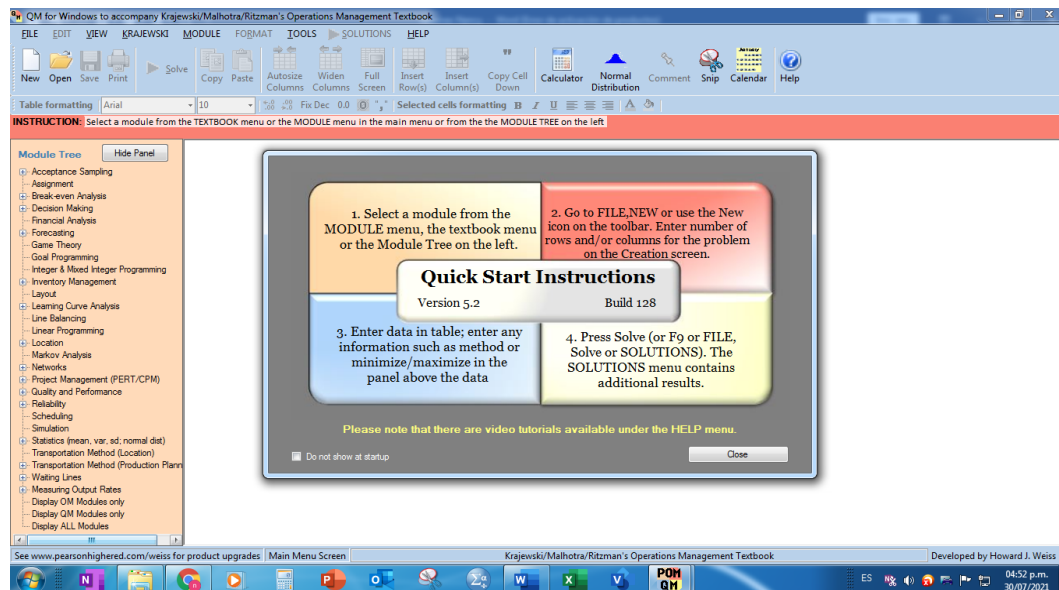 QM for Windows to accompany Krajewski/Malhotra/Ritzman's Operations Management Textbook
FILE EDIT VIEW KRAJEWSKI MODULE FORMAT TOOLS SOLUTIONS HELP
New Open Save Print Solve Copy Paste Autosize Columns Widen Columns Full Screen Insert Row(s) Insert Column(s) Copy Cell Down Calculator Normal Distribution Comment Snip Calendar Help
Table formatting Arial 10 Fix Dec 0.0 0 "," Selected cells formatting B I U A
INSTRUCTION: Select a module from the TEXTBOOK menu or the MODULE menu in the main menu or from the the MODULE TREE on the left
Module Tree Hide Panel
Acceptance Sampling
Assignment
Break-even Analysis
Decision Making
Financial Analysis
Forecasting
Game Theory
Goal Programming
Integer & Mixed Integer Programming
Inventory Management
Layout
Learning Curve Analysis
Line Balancing
Linear Programming
Location
Markov Analysis
Networks
Project Management (PERT/CPM)
Quality and Performance
Reliability
Scheduling
Simulation
Statistics (mean, var, sd; normal dist)
Transportation Method (Location)
Transportation Method (Production Plann
Waiting Lines
Measuring Output Rates
Display OM Modules only
Display QM Modules only
Display ALL Modules
1. Select a module from the
MODULE menu, the textbook menu
or the Module Tree on the left.
2. Go to FILE,NEW or use the New
icon on the toolbar. Enter number of
rows and/or columns for the problem
on the Creation screen.
Quick Start Instructions
Version 5.2 Build 128
3. Enter data in table; enter any
information such as method or
minimize/maximize in the
panel above the data
4. Press Solve (or F9 or FILE,
Solve or SOLUTIONS). The
SOLUTIONS menu contains
additional results.
Please note that there are video tutorials available under the HELP menu.
Do not show at startup
Close
See www.pearsonhighered.com/weiss for product upgrades Main Menu Screen Krajewski/Malhotra/Ritzman's Operations Management Textbook Developed by Howard J. Weiss
POM
QM
ES
04:52 p.m.
30/07/2021